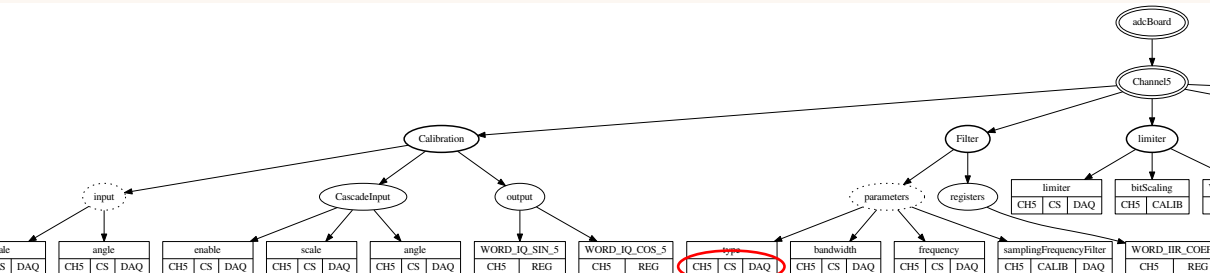 adcBoard
Channel5
Calibration
Filter
limiter
input
CascadeInput
output
parameters
registers
limiter
CH5 CS DAQ
bitScaling
CH5 CALIB
angle
CH5 CS DAQ
enable
CH5 CS DAQ
scale
CH5 CS DAQ
angle
CH5 CS DAQ
WORD_IQ_SIN_5
CH5 REG
WORD_IQ_COS_5
CH5 REG
type
CH5 CS DAQ
bandwidth
CH5 CS DAQ
frequency
CH5 CS DAQ
samplingFrequencyFilter
CH5 CALIB DAQ
CH5 REG